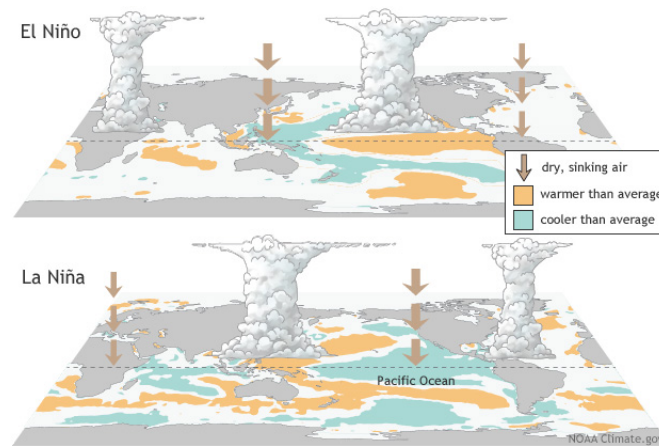 El Niño
dry, sinking air
warmer than average
cooler than average
La Niña
Pacific Ocean
NOAA Climate.gov